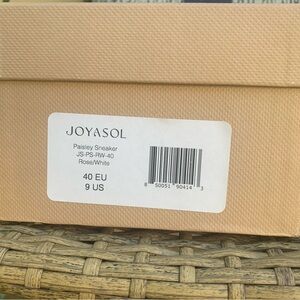 JOYASOL
Paisley Sneaker
JS-PS-RW-40
Rose/White
40 EU
9 US
8 50051 90414 3